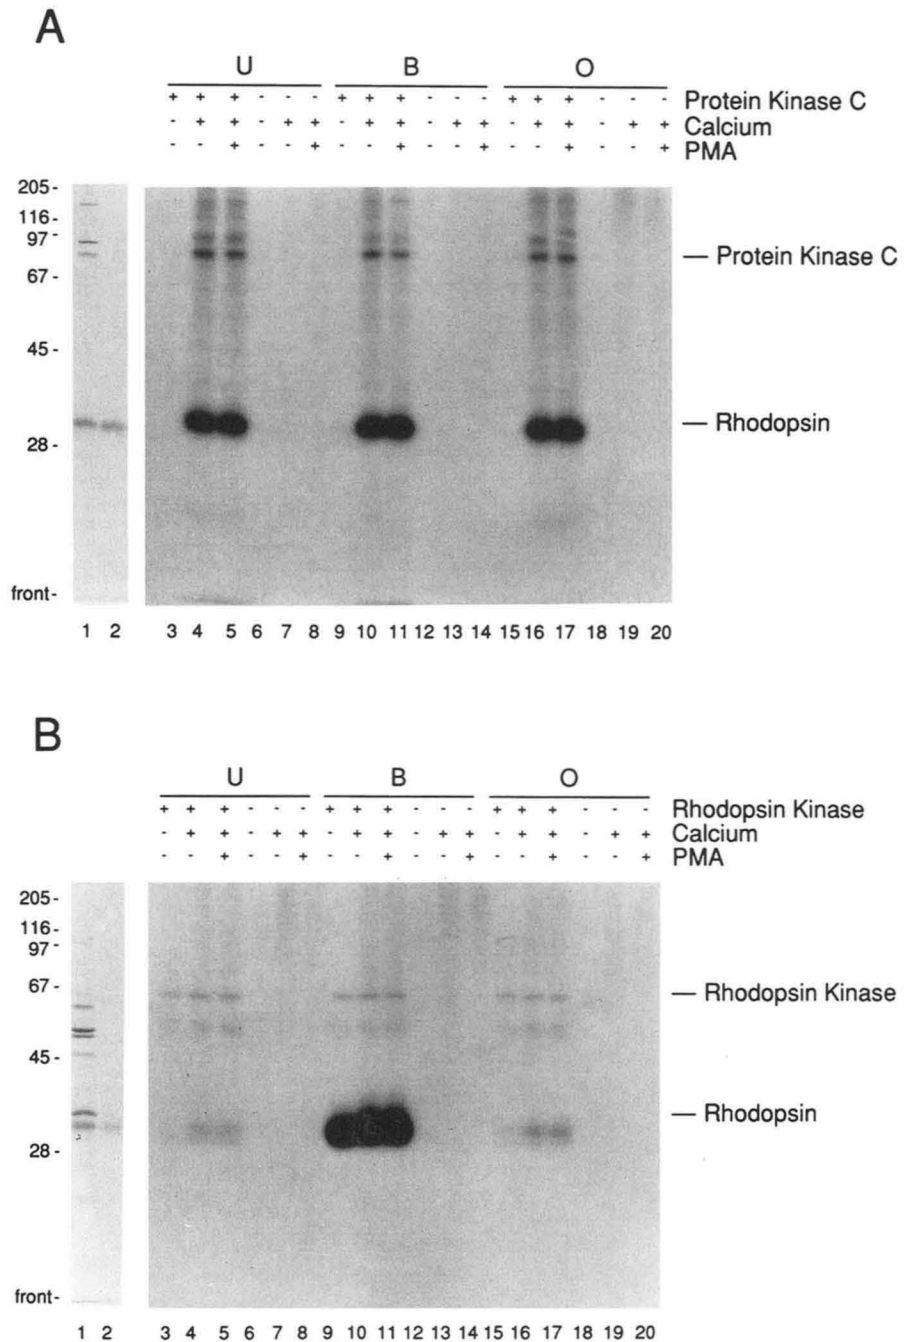 A
U B O
+ + + - - - + + + - - - + + + - - - Protein Kinase C
- + + - + + - + + - + + - + + - + + Calcium
- - + - - + - - + - - + - - + - - + PMA
205-
116-
97-
— Protein Kinase C
67-
45-
— Rhodopsin
28-
front-
1 2 3 4 5 6 7 8 9 10 11 12 13 14 15 16 17 18 19 20
B
U B O
+ + + - - - + + + - - - + + + - - - Rhodopsin Kinase
- + + - + + - + + - + + - + + - + + Calcium
- - + - - + - - + - - + - - + - - + PMA
205-
116-
97-
67-
— Rhodopsin Kinase
45-
— Rhodopsin
28-
front-
1 2 3 4 5 6 7 8 9 10 11 12 13 14 15 16 17 18 19 20